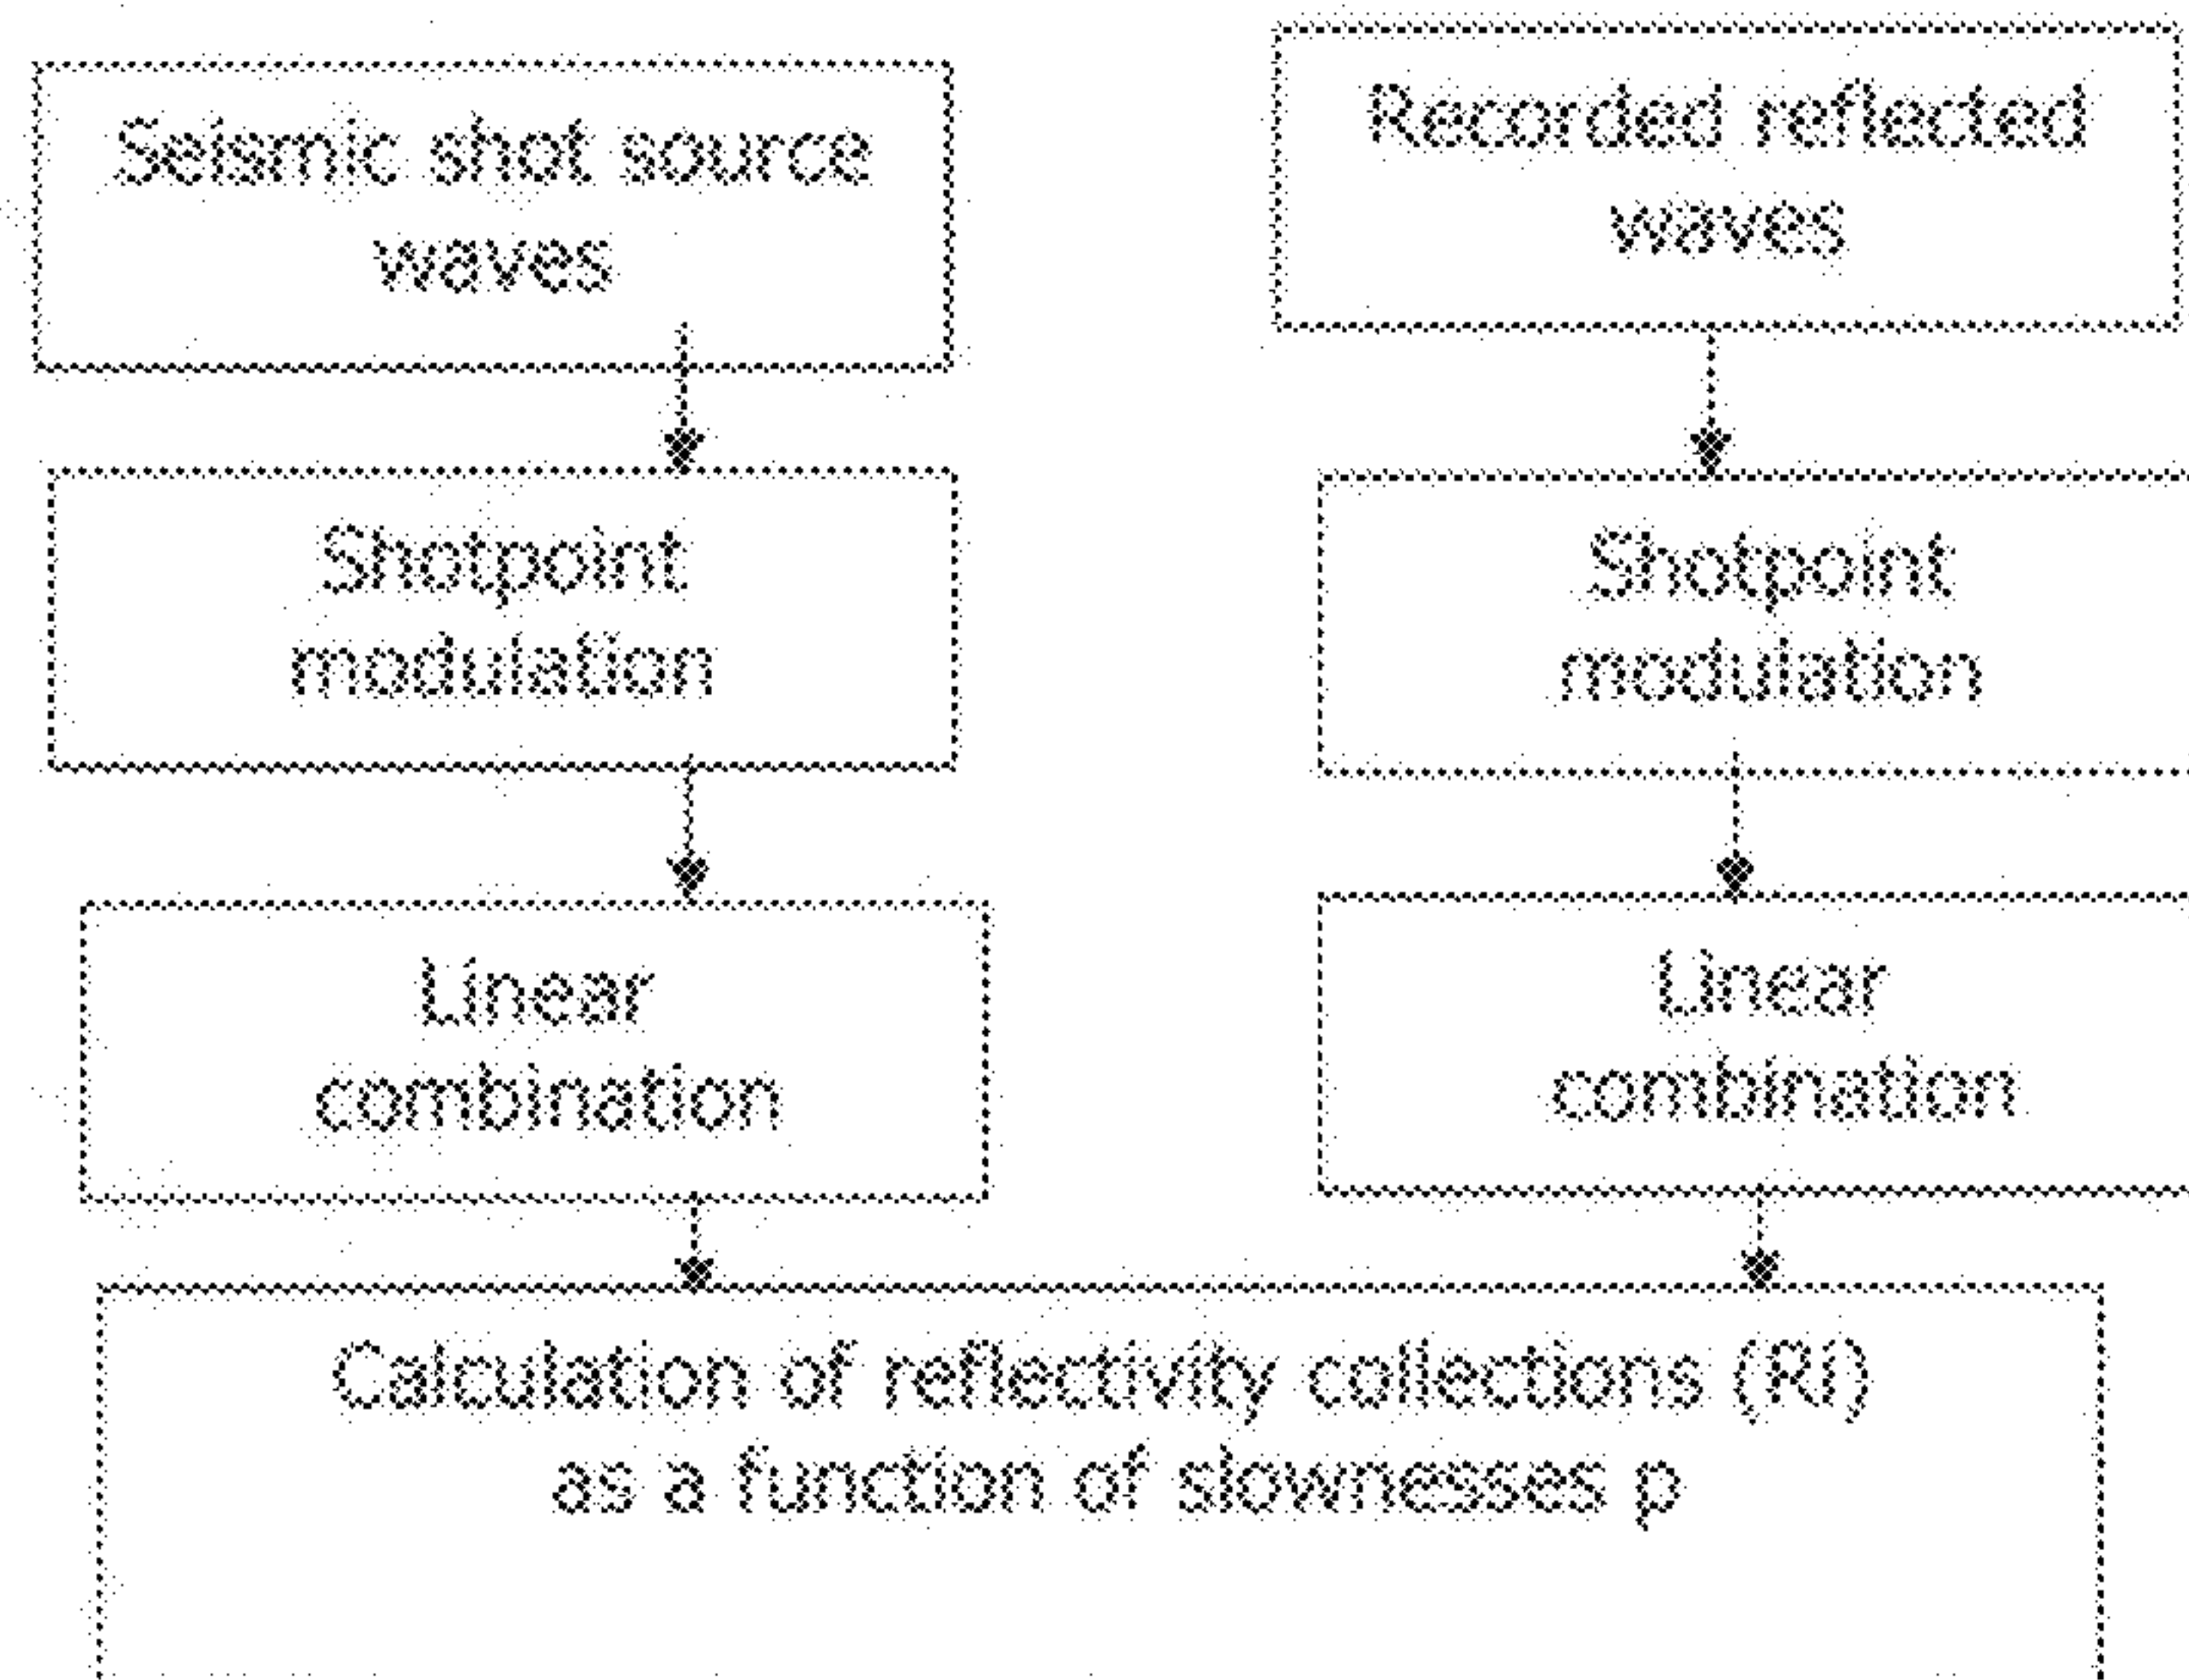 Seismic shot source
waves
Recorded reflected
waves
Shotpoint
modulation
Shotpoint
modulation
Linear
combination
Linear
combination
Calculation of reflectivity collections (Ri)
as a function of slownesses p